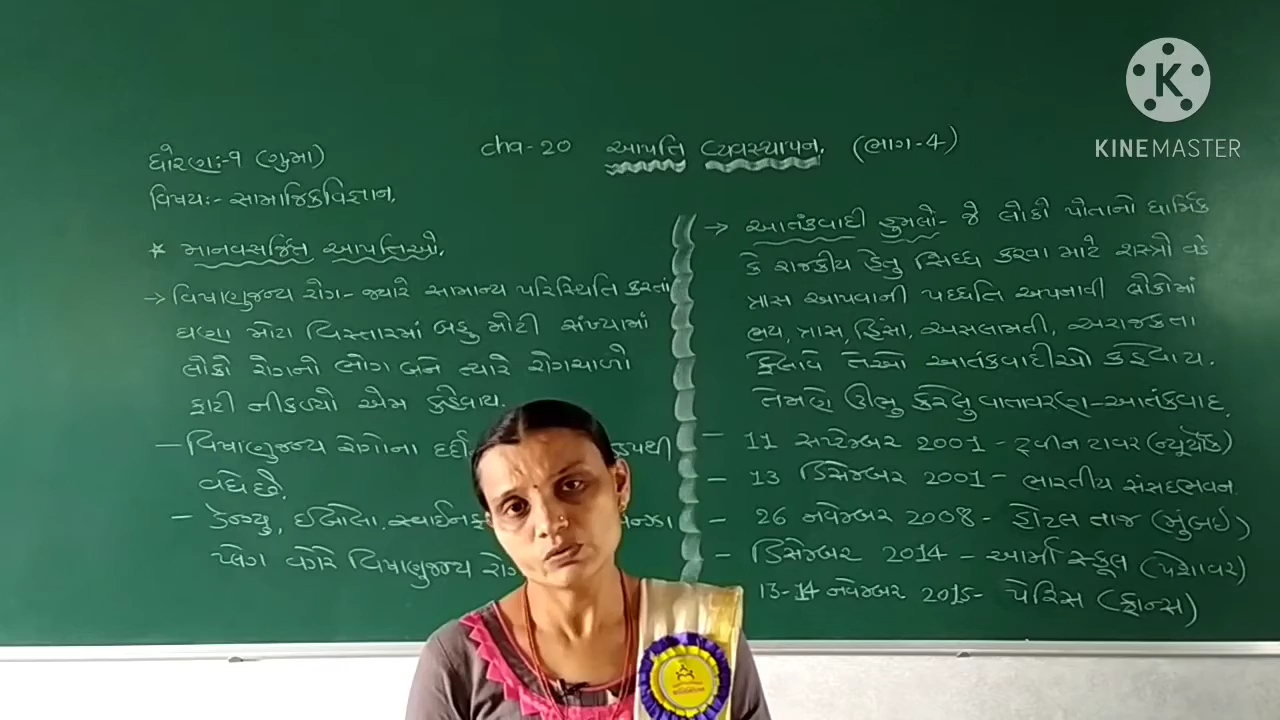 ધોરણ:-૧ (જુમા)
cha-20 આપત્તિ વ્યવસ્થાપન. (ભાગ-4)
વિષય:- સામાજિકવિજ્ઞાન.
* માનવસર્જિત આપત્તિઓ.
→ વિષાણુજન્ય રોગ - જ્યારે સામાન્ય પરિસ્થિતિ કરતાં
ઘણા મોટા વિસ્તારમાં બહુ મોટી સંખ્યામાં
લોકો રોગનો ભોગ બને ત્યારે રોગચાળો
ફાટી નીકળ્યો એમ કહેવાય.
– વિષાણુજન્ય રોગોના
વધે છે.
– ડેન્ગ્યુ, ઈબોલા, સ્વાઈન
પ્લેગ વગેરે વિષાણુજન્ય
→ આતંકવાદી હુમલો - જે લોકો પોતાનો ધાર્મિક
કે રાજકીય હેતુ સિધ્ધ કરવા માટે શસ્ત્રો વડે
ત્રાસ આપવાની પધ્ધતિ અપનાવી લોકોમાં
ભય, ત્રાસ, હિંસા, અસલામતી, અરાજકતા
ફેલાવે તેઓ આતંકવાદીઓ કહેવાય.
તેમણે ઊભુ કરેલુ વાતાવરણ - આતંકવાદ.
– 11 સપ્ટેમ્બર 2001 - ટ્વીન ટાવર (ન્યૂયોર્ક)
– 13 ડિસેમ્બર 2001 - ભારતીય સંસદભવન
– 26 નવેમ્બર 2008 - હોટલ તાજ (મુંબઈ)
– ડિસેમ્બર 2014 - આર્મી સ્કૂલ (પેશાવર)
13-14 નવેમ્બર 2015 - પેરિસ (ફ્રાન્સ)
K
KINEMASTER